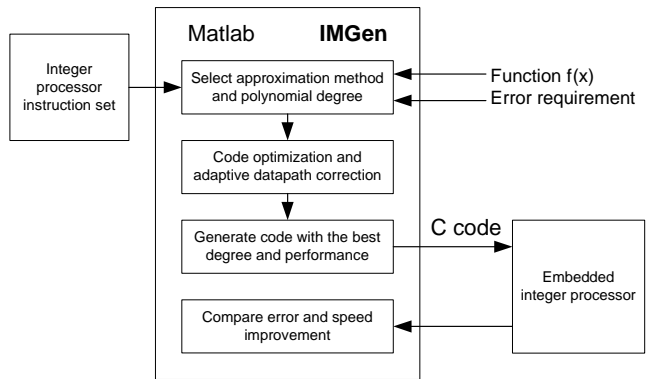 Matlab IMGen
Integer
processor
instruction set
Select approximation method
and polynomial degree
Function f(x)
Error requirement
Code optimization and
adaptive datapath correction
Generate code with the best
degree and performance
C code
Embedded
integer processor
Compare error and speed
improvement